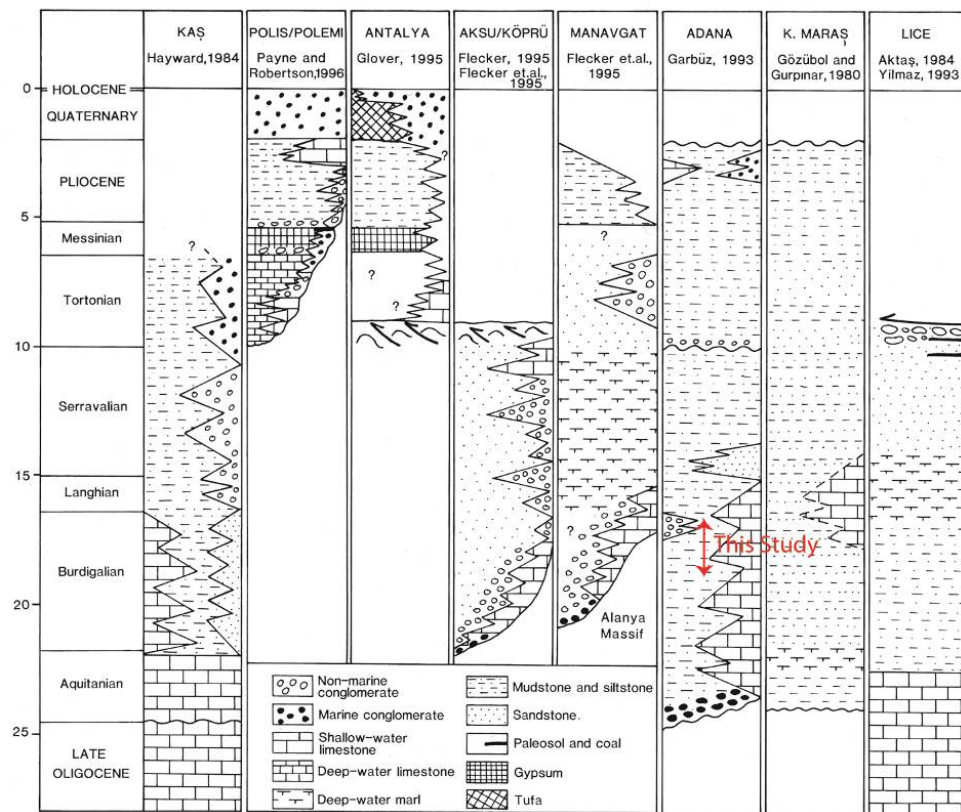 KAŞ
Hayward,1984
POLIS/POLEMI
Payne and
Robertson,1996
ANTALYA
Glover, 1995
AKSU/KÖPRÜ
Flecker, 1995
Flecker et.al.,
1995
MANAVGAT
Flecker et.al.,
1995
ADANA
Garbüz, 1993
K. MARAŞ
Gözübol and
Gurpınar, 1980
LICE
Aktaş, 1984
Yilmaz, 1993
0
HOLOCENE
QUATERNARY
PLIOCENE
5
Messinian
Tortonian
10
Serravalian
15
Langhian
Burdigalian
20
Aquitanian
25
LATE
OLIGOCENE
?
?
?
?
?
?
?
This Study
Alanya
Massif
Non-marine
conglomerate
Marine conglomerate
Shallow-water
limestone
Deep-water limestone
Deep-water marl
Mudstone and siltstone
Sandstone.
Paleosol and coal
Gypsum
Tufa